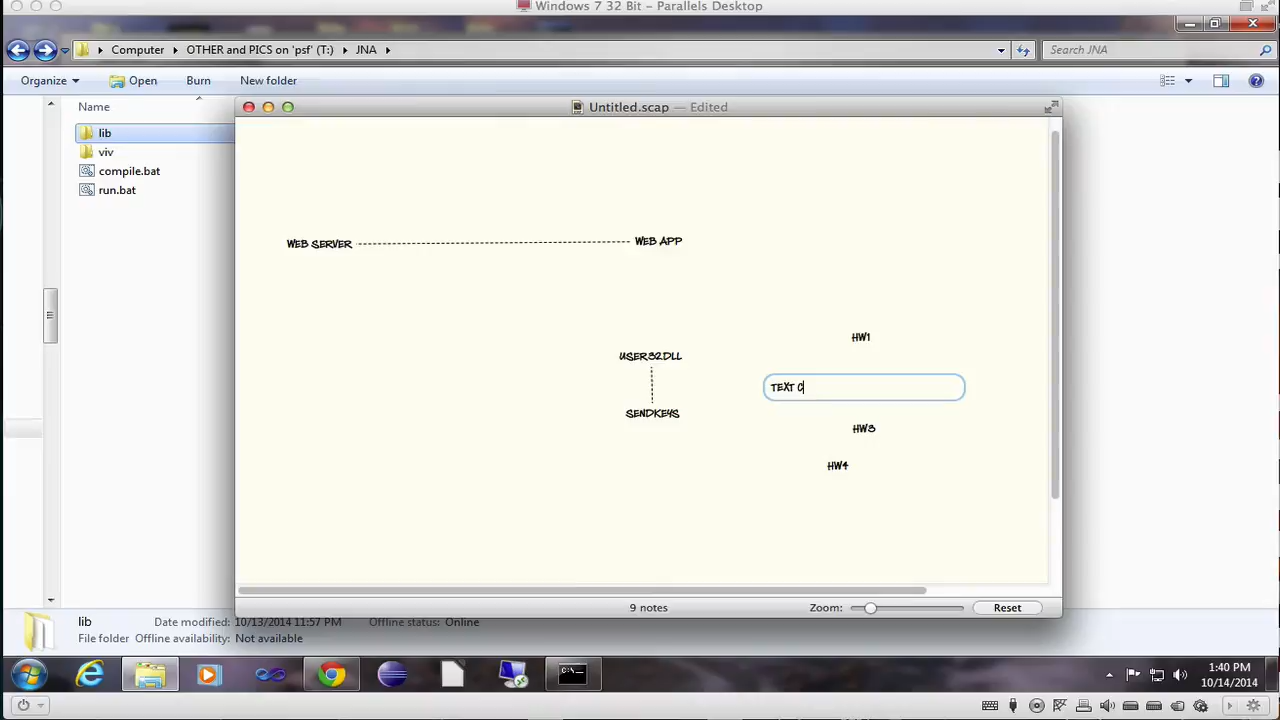 Windows 7 32 Bit – Parallels Desktop
Computer
OTHER and PICS on 'psf' (T:)
JNA
Search JNA
Organize
Open
Burn
New folder
Name
lib
viv
compile.bat
run.bat
Untitled.scap — Edited
WEB SERVER
WEB APP
HW1
USER32DLL
TEXT C
SENDKEYS
HW3
HW4
9 notes
Zoom:
Reset
lib
Date modified: 10/13/2014 11:57 PM
Offline status: Online
File folder
Offline availability: Not available
1:40 PM
10/14/2014